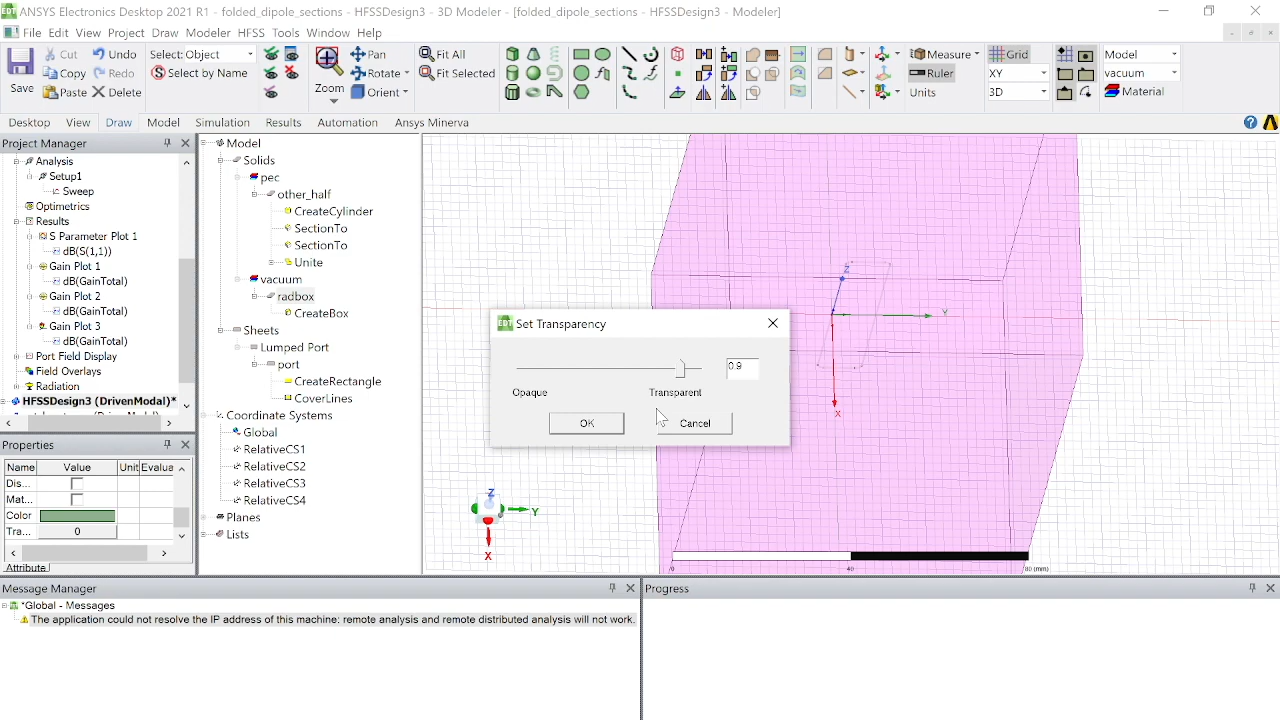 ANSYS Electronics Desktop 2021 R1 - folded_dipole_sections - HFSSDesign3 - 3D Modeler - [folded_dipole_sections - HFSSDesign3 - Modeler]
File Edit View Project Draw Modeler HFSS Tools Window Help
Save
Cut
Copy
Paste
Undo
Redo
Delete
Select: Object
Select by Name
Zoom
Pan
Rotate
Orient
Fit All
Fit Selected
Measure
Ruler
Units
Grid
XY
3D
Model
vacuum
Material
Desktop View Draw Model Simulation Results Automation Ansys Minerva
Project Manager
Analysis
Setup1
Sweep
Optimetrics
Results
S Parameter Plot 1
dB(S(1,1))
Gain Plot 1
dB(GainTotal)
Gain Plot 2
dB(GainTotal)
Gain Plot 3
dB(GainTotal)
Port Field Display
Field Overlays
Radiation
HFSSDesign3 (DrivenModal)*
Properties
Name Value Unit Evalua
Dis...
Mat...
Color
Tra... 0
Attribute
Model
Solids
pec
other_half
CreateCylinder
SectionTo
SectionTo
Unite
vacuum
radbox
CreateBox
Sheets
Lumped Port
port
CreateRectangle
CoverLines
Coordinate Systems
Global
RelativeCS1
RelativeCS2
RelativeCS3
RelativeCS4
Planes
Lists
Z
Y
X
EDT Set Transparency
0.9
Opaque Transparent
OK Cancel
Z
Y
X
0 40 80 (mm)
Message Manager
*Global - Messages
The application could not resolve the IP address of this machine: remote analysis and remote distributed analysis will not work.
Progress